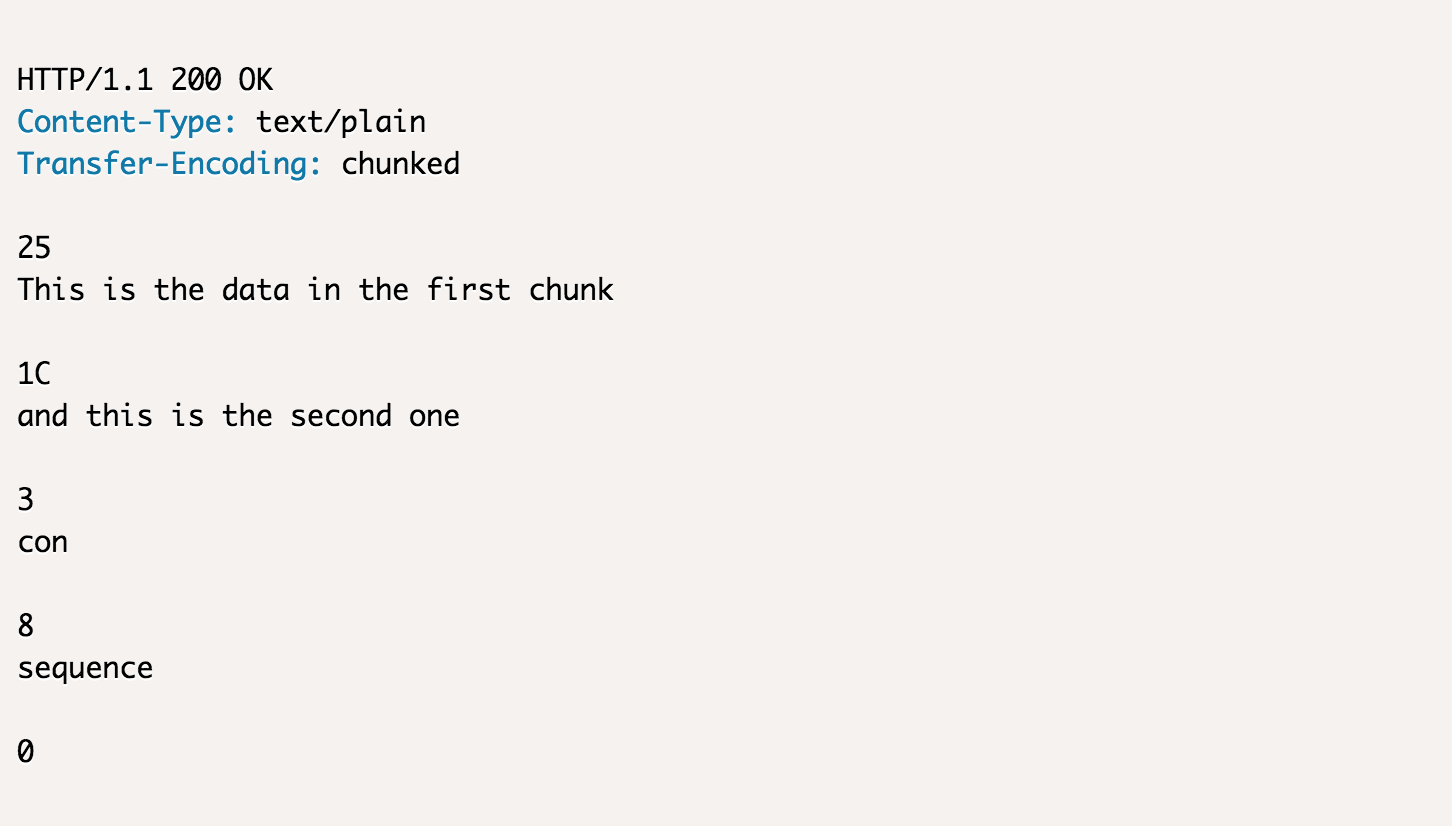 HTTP/1.1 200 OK
Content-Type: text/plain
Transfer-Encoding: chunked
25
This is the data in the first chunk
1C
and this is the second one
3
con
8
sequence
0